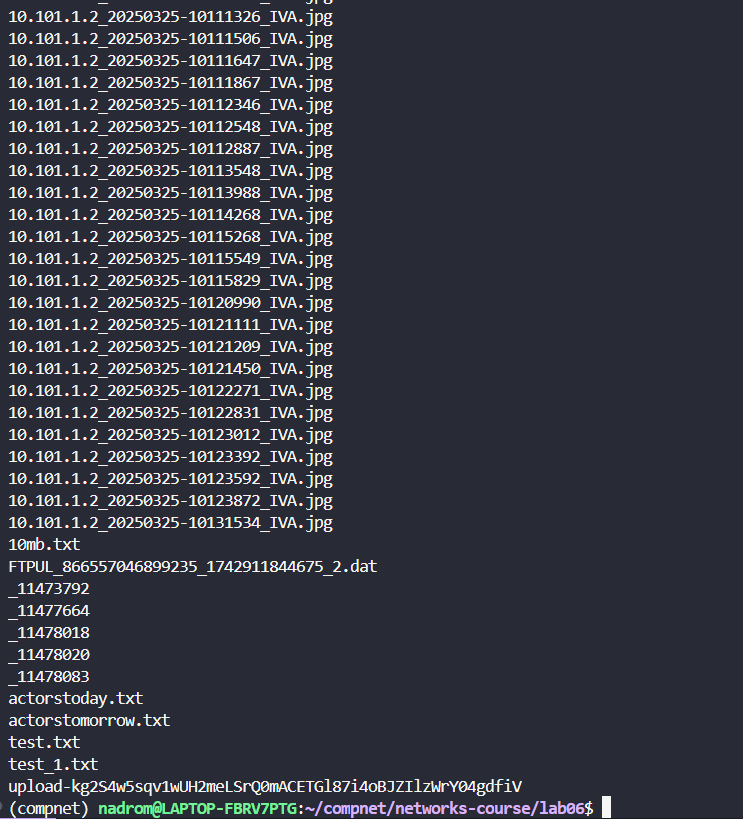 10.101.1.2_20250325-10111326_IVA.jpg
10.101.1.2_20250325-10111506_IVA.jpg
10.101.1.2_20250325-10111647_IVA.jpg
10.101.1.2_20250325-10111867_IVA.jpg
10.101.1.2_20250325-10112346_IVA.jpg
10.101.1.2_20250325-10112548_IVA.jpg
10.101.1.2_20250325-10112887_IVA.jpg
10.101.1.2_20250325-10113548_IVA.jpg
10.101.1.2_20250325-10113988_IVA.jpg
10.101.1.2_20250325-10114268_IVA.jpg
10.101.1.2_20250325-10115268_IVA.jpg
10.101.1.2_20250325-10115549_IVA.jpg
10.101.1.2_20250325-10115829_IVA.jpg
10.101.1.2_20250325-10120990_IVA.jpg
10.101.1.2_20250325-10121111_IVA.jpg
10.101.1.2_20250325-10121209_IVA.jpg
10.101.1.2_20250325-10121450_IVA.jpg
10.101.1.2_20250325-10122271_IVA.jpg
10.101.1.2_20250325-10122831_IVA.jpg
10.101.1.2_20250325-10123012_IVA.jpg
10.101.1.2_20250325-10123392_IVA.jpg
10.101.1.2_20250325-10123592_IVA.jpg
10.101.1.2_20250325-10123872_IVA.jpg
10.101.1.2_20250325-10131534_IVA.jpg
10mb.txt
FTPUL_866557046899235_1742911844675_2.dat
_11473792
_11477664
_11478018
_11478020
_11478083
actorstoday.txt
actorstomorrow.txt
test.txt
test_1.txt
upload-kg2S4w5sqv1wUH2meLSrQ0mACETGl87i4oBJZIlzWrY04gdfiV
(compnet) nadrom@LAPTOP-FBRV7PTG:~/compnet/networks-course/lab06$